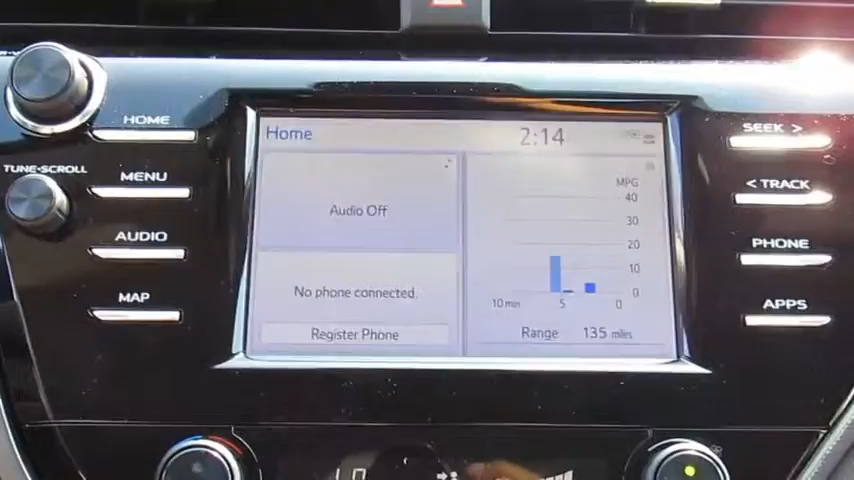 HOME
TUNE•SCROLL
MENU
AUDIO
MAP
Home
2:14
Audio Off
No phone connected.
Register Phone
MPG
40
30
20
10
0
10 min
5
0
Range 135 miles
SEEK >
< TRACK
PHONE
APPS